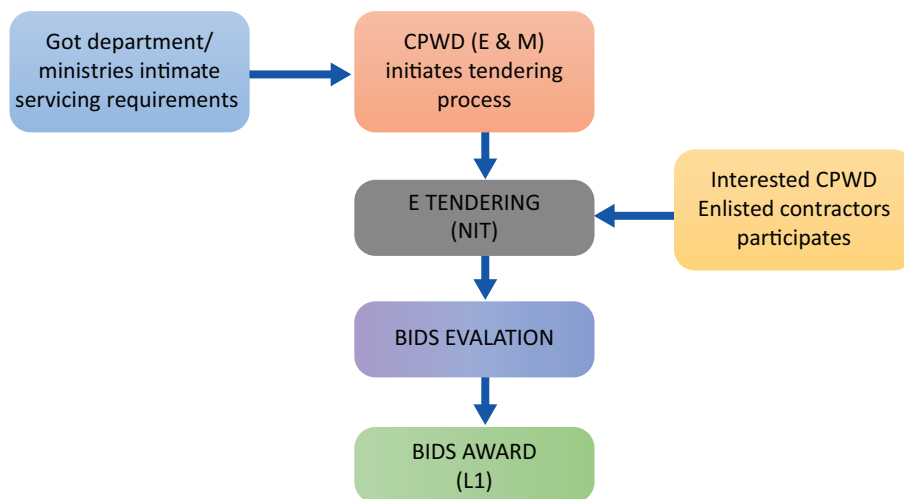 Got department/
ministries intimate
servicing requirements
CPWD (E & M)
initiates tendering
process
E TENDERING
(NIT)
Interested CPWD
Enlisted contractors
participates
BIDS EVALATION
BIDS AWARD
(L1)